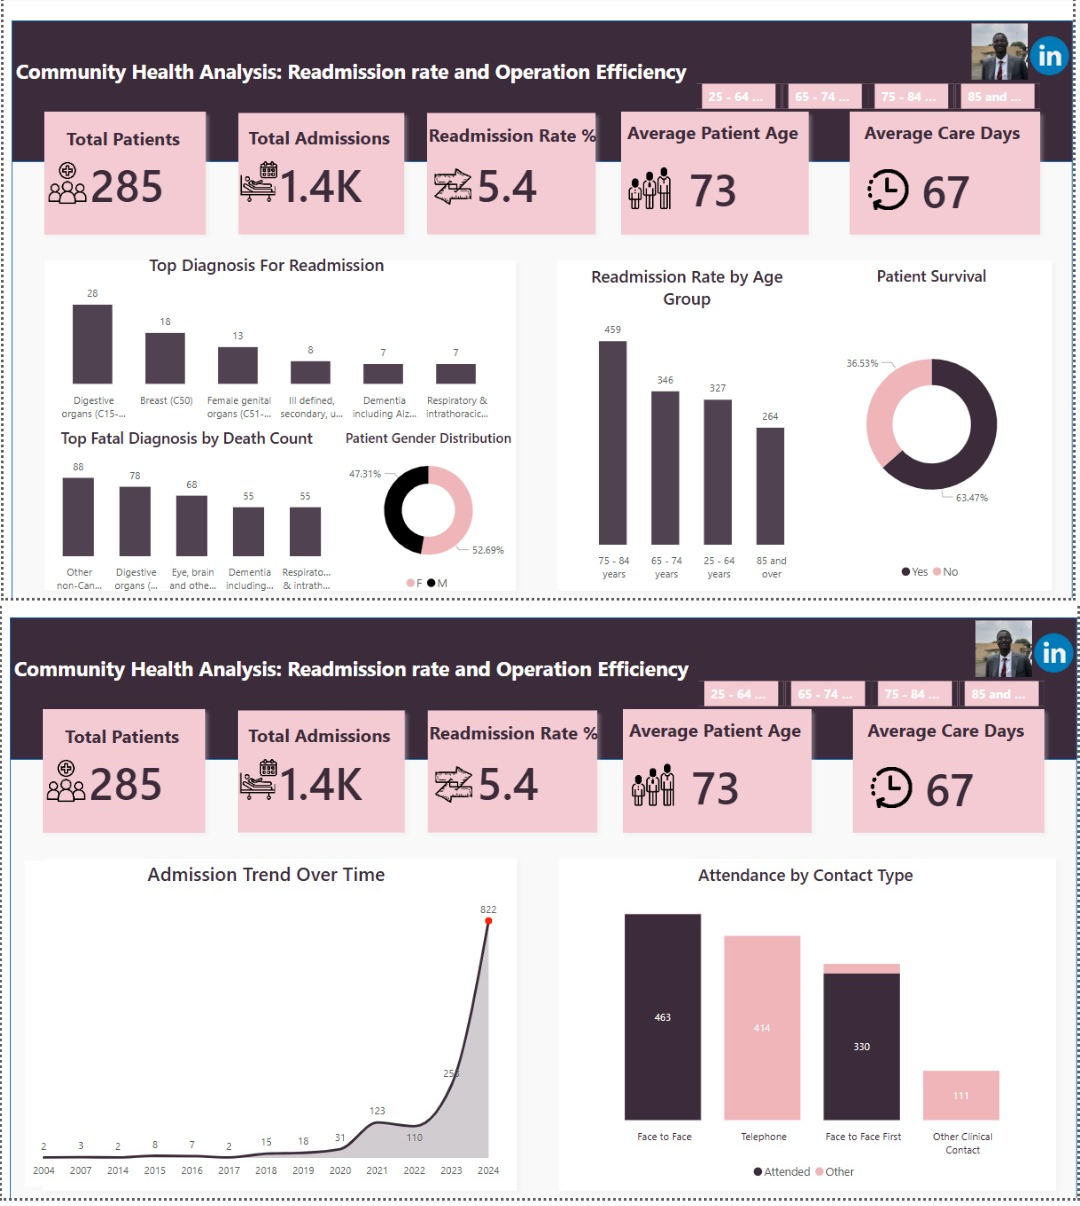 Community Health Analysis: Readmission rate and Operation Efficiency
in
25 - 64 ...
65 - 74 ...
75 - 84 ...
85 and ...
Total Patients
285
Total Admissions
1.4K
Readmission Rate %
5.4
Average Patient Age
73
Average Care Days
67
Top Diagnosis For Readmission
28
18
13
8
7
7
Digestive
organs (C15-...
Breast (C50)
Female genital
organs (C51-...
Ill defined,
secondary, u...
Dementia
including Alz...
Respiratory &
intrathoracic...
Top Fatal Diagnosis by Death Count
88
78
68
55
55
Other
non-Can...
Digestive
organs (...
Eye, brain
and othe...
Dementia
including...
Respirato...
& intrath...
Patient Gender Distribution
47.31%
52.69%
F
M
Readmission Rate by Age
Group
459
346
327
264
75 - 84
years
65 - 74
years
25 - 64
years
85 and
over
Patient Survival
36.53%
63.47%
Yes
No
Community Health Analysis: Readmission rate and Operation Efficiency
in
25 - 64 ...
65 - 74 ...
75 - 84 ...
85 and ...
Total Patients
285
Total Admissions
1.4K
Readmission Rate %
5.4
Average Patient Age
73
Average Care Days
67
Admission Trend Over Time
2
3
2
8
7
2
15
18
31
123
110
822
2004
2007
2014
2015
2016
2017
2018
2019
2020
2021
2022
2023
2024
Attendance by Contact Type
463
414
330
111
Face to Face
Telephone
Face to Face First
Other Clinical
Contact
Attended
Other